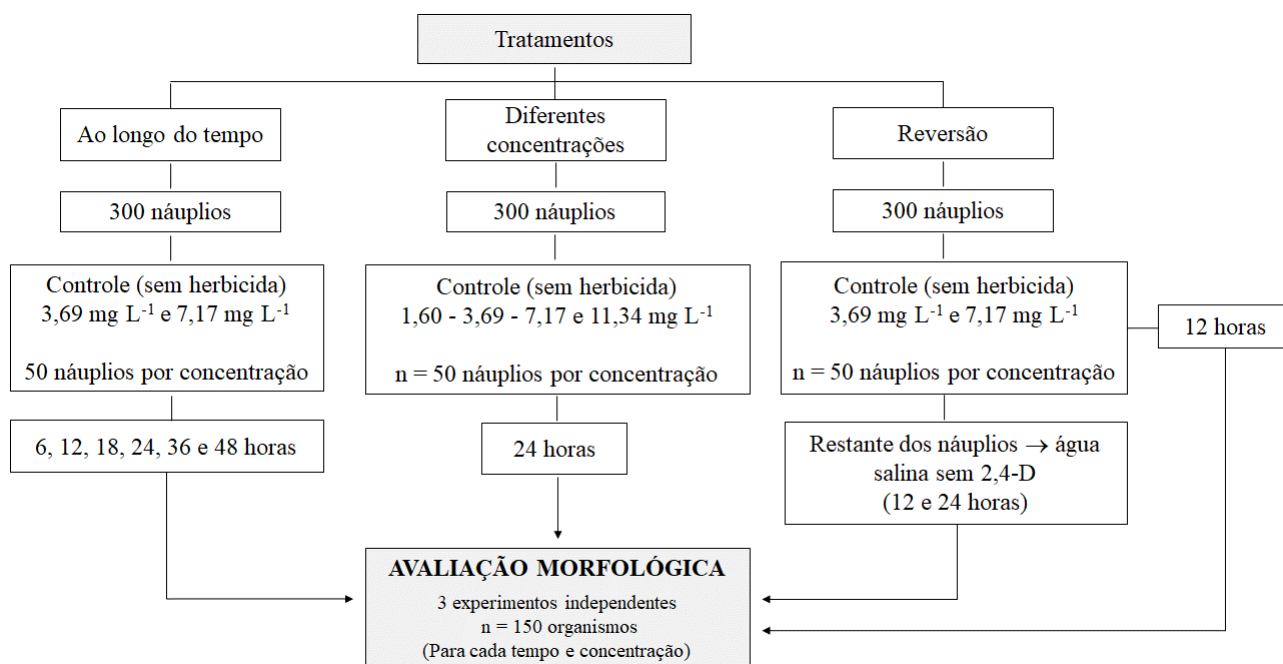 Tratamentos
Ao longo do tempo
300 náuplios
Controle (sem herbicida)
3,69 mg L⁻¹ e 7,17 mg L⁻¹
50 náuplios por concentração
6, 12, 18, 24, 36 e 48 horas
Diferentes
concentrações
300 náuplios
Controle (sem herbicida)
1,60 - 3,69 - 7,17 e 11,34 mg L⁻¹
n = 50 náuplios por concentração
24 horas
Reversão
300 náuplios
Controle (sem herbicida)
3,69 mg L⁻¹ e 7,17 mg L⁻¹
n = 50 náuplios por concentração
12 horas
Restante dos náuplios → água
salina sem 2,4-D
(12 e 24 horas)
AVALIAÇÃO MORFOLÓGICA
3 experimentos independentes
n = 150 organismos
(Para cada tempo e concentração)